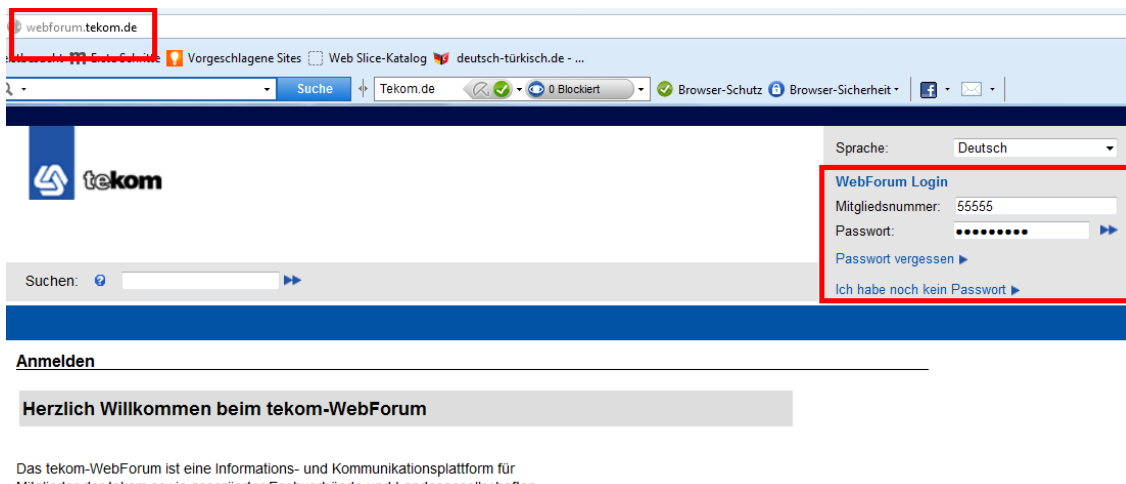 webforum.tekom.de
Erste Schritte Vorgeschlagene Sites Web Slice-Katalog deutsch-türkisch.de - ...
Suche Tekom.de 0 Blockiert Browser-Schutz Browser-Sicherheit
tekom
Sprache: Deutsch
WebForum Login
Mitgliedsnummer: 55555
Passwort: •••••••••
Passwort vergessen
Ich habe noch kein Passwort
Suchen:
Anmelden
Herzlich Willkommen beim tekom-WebForum
Das tekom-WebForum ist eine Informations- und Kommunikationsplattform für